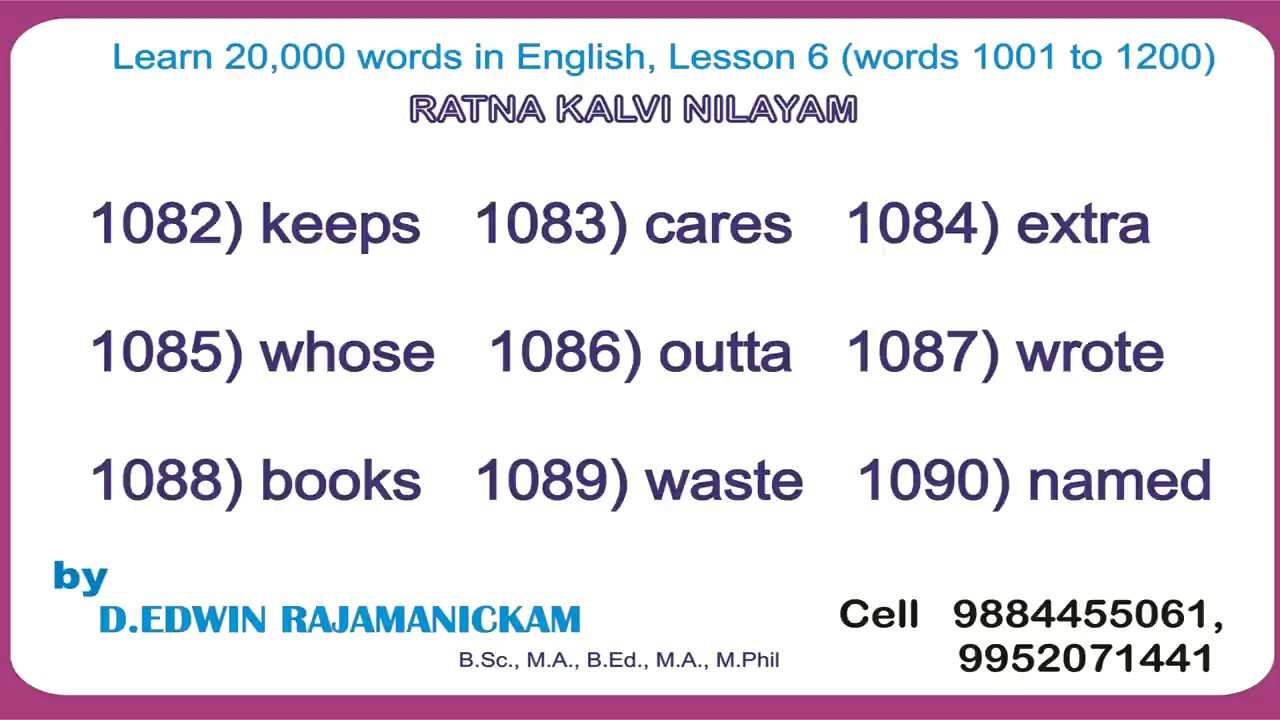 Learn 20,000 words in English, Lesson 6 (words 1001 to 1200)
RATNA KALVI NILAYAM
1082) keeps 1083) cares 1084) extra
1085) whose 1086) outta 1087) wrote
1088) books 1089) waste 1090) named
by
D.EDWIN RAJAMANICKAM
B.Sc., M.A., B.Ed., M.A., M.Phil
Cell 9884455061,
9952071441